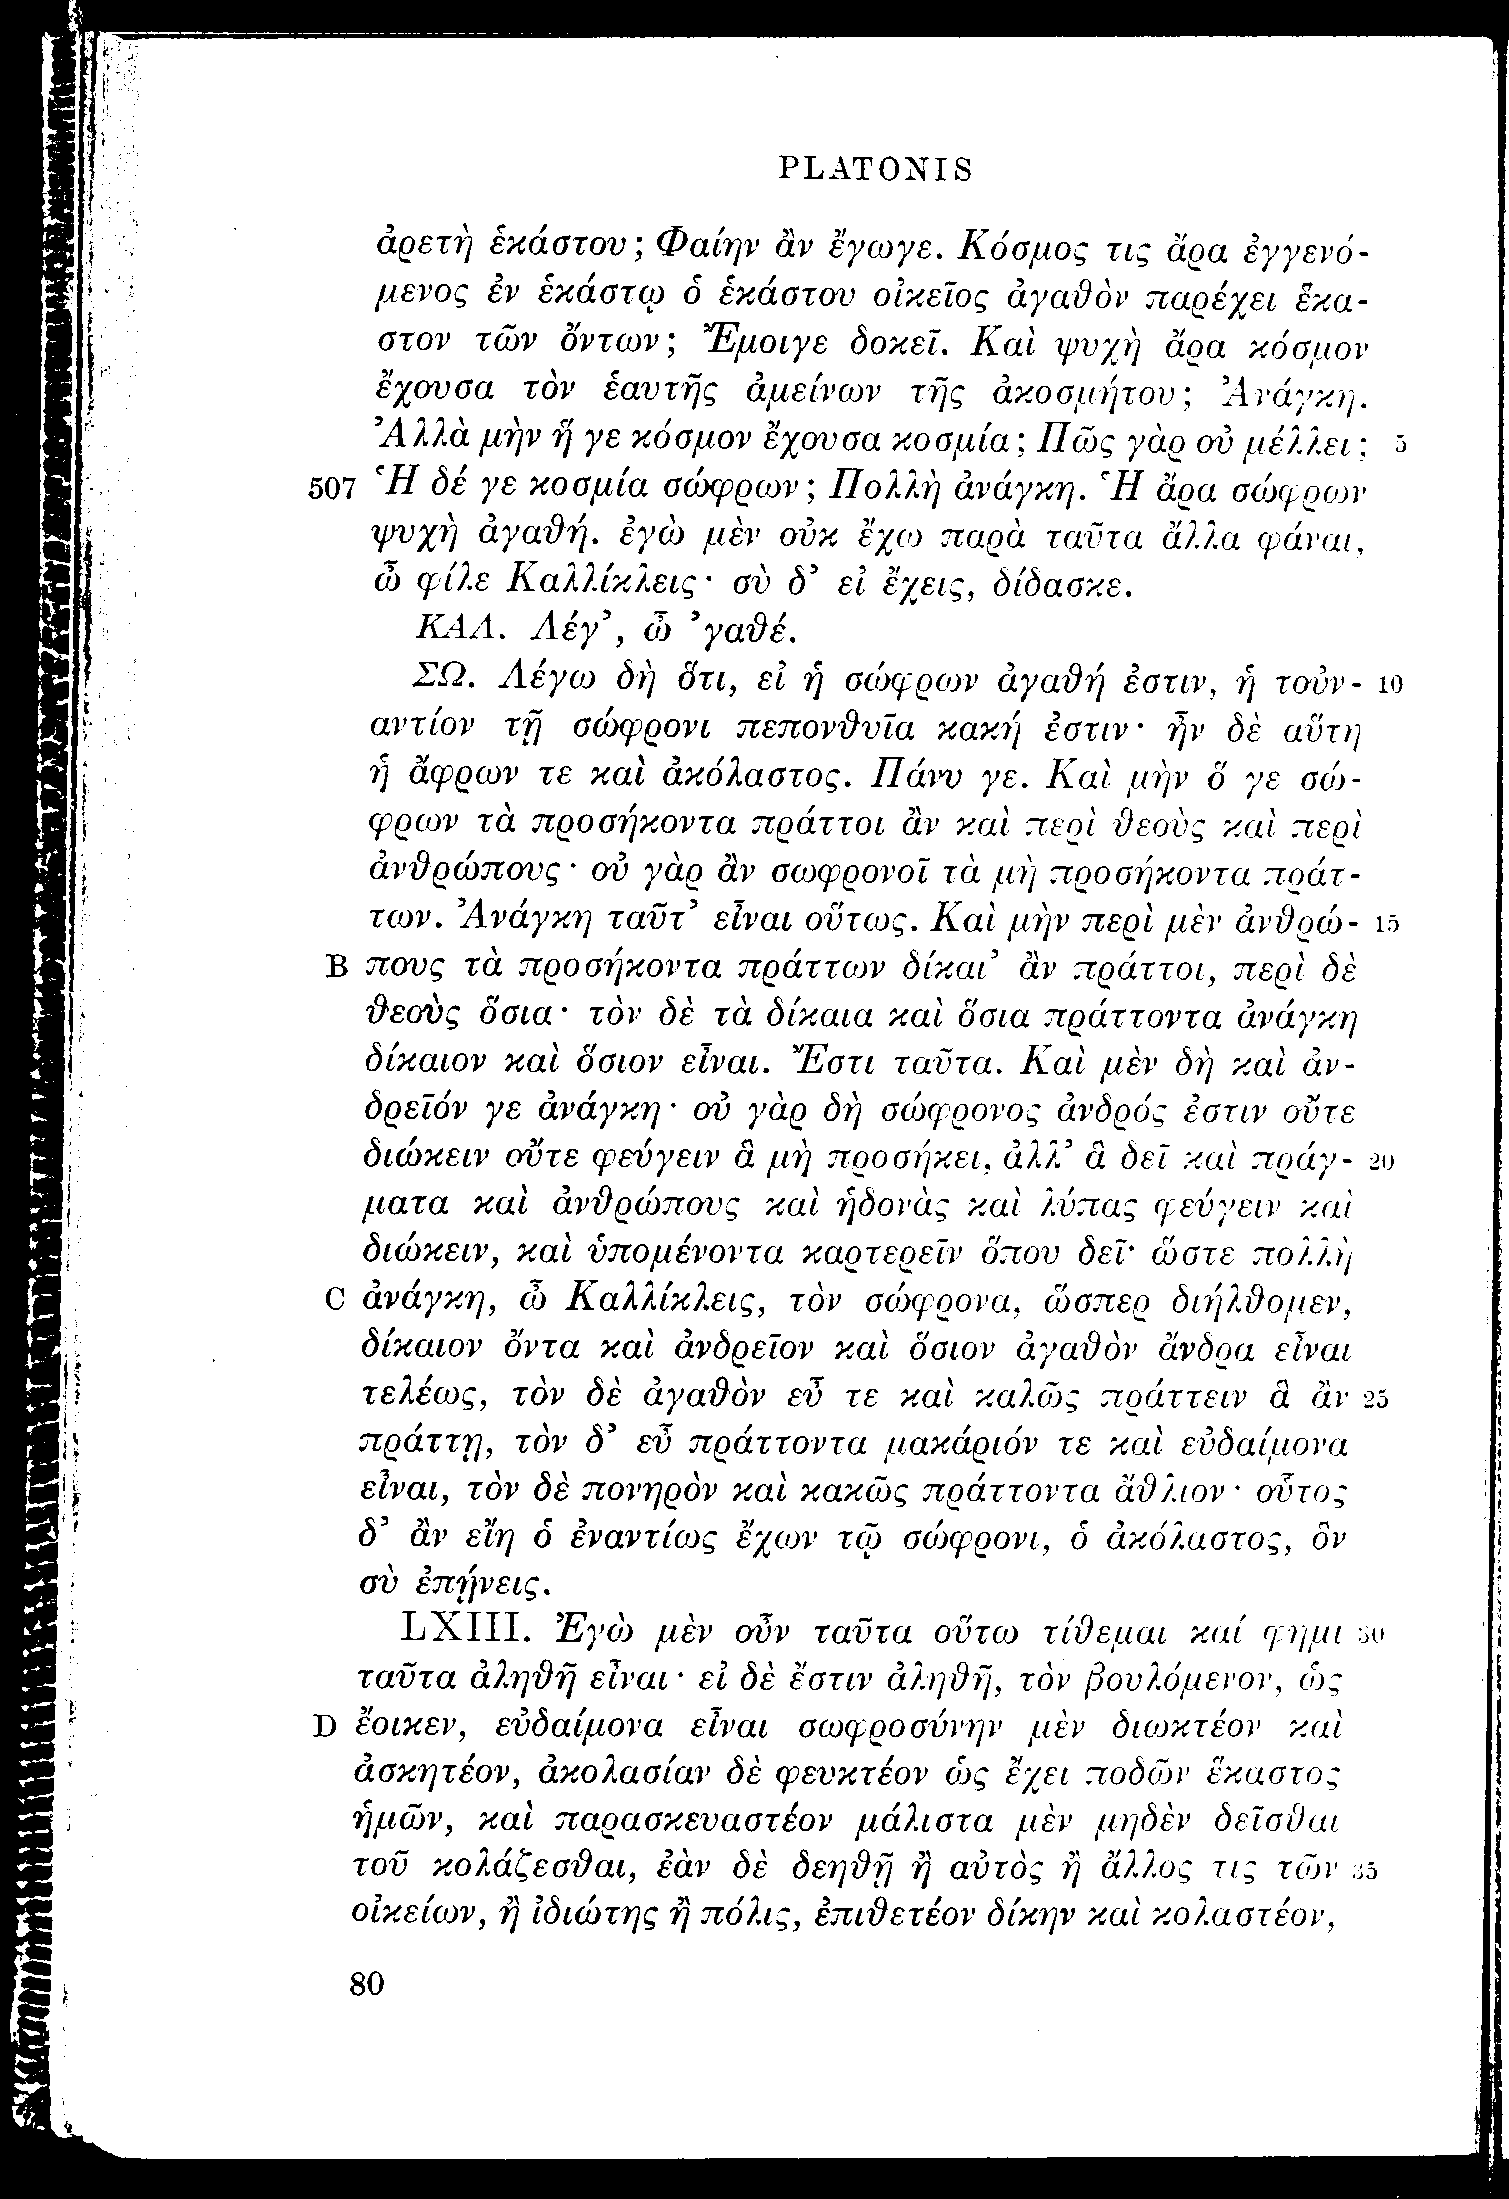 PLATONIS
ἀρετὴ ἑκάστου; Φαίην ἂν ἔγωγε. Κόσμος τις ἄρα ἐγγενό-
μενος ἐν ἑκάστῳ ὁ ἑκάστου οἰκεῖος ἀγαθὸν παρέχει ἕκα-
στον τῶν ὄντων; Ἔμοιγε δοκεῖ. Καὶ ψυχὴ ἄρα κόσμον
ἔχουσα τὸν ἑαυτῆς ἀμείνων τῆς ἀκοσμήτου; Ἀνάγκη.
Ἀλλὰ μὴν ἥ γε κόσμον ἔχουσα κοσμία; Πῶς γὰρ οὐ μέλλει; 5
507 Ἡ δέ γε κοσμία σώφρων; Πολλὴ ἀνάγκη. Ἡ ἄρα σώφρων
ψυχὴ ἀγαθή. ἐγὼ μὲν οὐκ ἔχω παρὰ ταῦτα ἄλλα φάναι,
ὦ φίλε Καλλίκλεις· σὺ δ’ εἰ ἔχεις, δίδασκε.
ΚΑΛ. Λέγ’, ὦ ’γαθέ.
ΣΩ. Λέγω δὴ ὅτι, εἰ ἡ σώφρων ἀγαθή ἐστιν, ἡ τοὐν- 10
αντίον τῇ σώφρονι πεπονθυῖα κακή ἐστιν· ἦν δὲ αὕτη
ἡ ἄφρων τε καὶ ἀκόλαστος. Πάνυ γε. Καὶ μὴν ὅ γε σώ-
φρων τὰ προσήκοντα πράττοι ἂν καὶ περὶ θεοὺς καὶ περὶ
ἀνθρώπους· οὐ γὰρ ἂν σωφρονοῖ τὰ μὴ προσήκοντα πράτ-
των. Ἀνάγκη ταῦτ’ εἶναι οὕτως. Καὶ μὴν περὶ μὲν ἀνθρώ- 15
B πους τὰ προσήκοντα πράττων δίκαι’ ἂν πράττοι, περὶ δὲ
θεοὺς ὅσια· τὸν δὲ τὰ δίκαια καὶ ὅσια πράττοντα ἀνάγκη
δίκαιον καὶ ὅσιον εἶναι. Ἔστι ταῦτα. Καὶ μὲν δὴ καὶ ἀν-
δρεῖόν γε ἀνάγκη· οὐ γὰρ δὴ σώφρονος ἀνδρός ἐστιν οὔτε
διώκειν οὔτε φεύγειν ἃ μὴ προσήκει, ἀλλ’ ἃ δεῖ καὶ πράγ- 20
ματα καὶ ἀνθρώπους καὶ ἡδονὰς καὶ λύπας φεύγειν καὶ
διώκειν, καὶ ὑπομένοντα καρτερεῖν ὅπου δεῖ· ὥστε πολλὴ
C ἀνάγκη, ὦ Καλλίκλεις, τὸν σώφρονα, ὥσπερ διήλθομεν,
δίκαιον ὄντα καὶ ἀνδρεῖον καὶ ὅσιον ἀγαθὸν ἄνδρα εἶναι
τελέως, τὸν δὲ ἀγαθὸν εὖ τε καὶ καλῶς πράττειν ἃ ἂν 25
πράττῃ, τὸν δ’ εὖ πράττοντα μακάριόν τε καὶ εὐδαίμονα
εἶναι, τὸν δὲ πονηρὸν καὶ κακῶς πράττοντα ἄθλιον· οὗτος
δ’ ἂν εἴη ὁ ἐναντίως ἔχων τῷ σώφρονι, ὁ ἀκόλαστος, ὃν
σὺ ἐπῄνεις.
LXIII. Ἐγὼ μὲν οὖν ταῦτα οὕτω τίθεμαι καί φημι 30
ταῦτα ἀληθῆ εἶναι· εἰ δὲ ἔστιν ἀληθῆ, τὸν βουλόμενον, ὡς
D ἔοικεν, εὐδαίμονα εἶναι σωφροσύνην μὲν διωκτέον καὶ
ἀσκητέον, ἀκολασίαν δὲ φευκτέον ὡς ἔχει ποδῶν ἕκαστος
ἡμῶν, καὶ παρασκευαστέον μάλιστα μὲν μηδὲν δεῖσθαι
τοῦ κολάζεσθαι, ἐὰν δὲ δεηθῇ ἢ αὐτὸς ἢ ἄλλος τις τῶν 35
οἰκείων, ἢ ἰδιώτης ἢ πόλις, ἐπιθετέον δίκην καὶ κολαστέον,
80